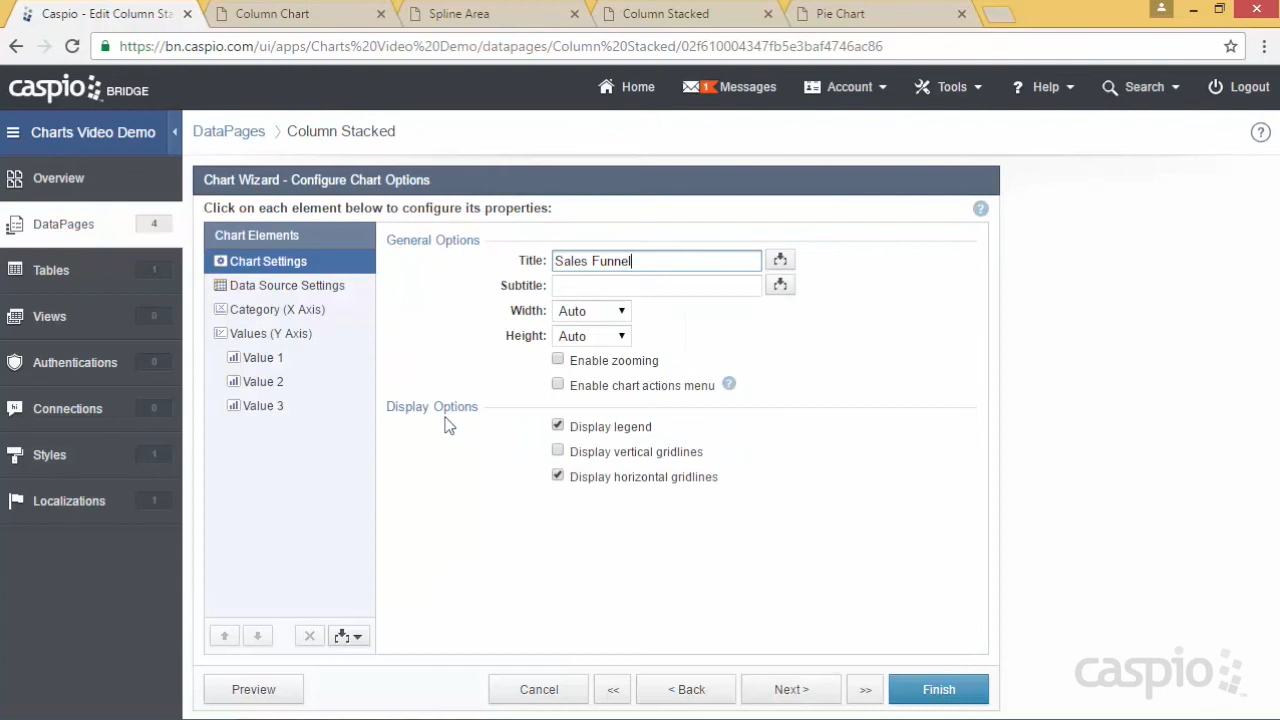 Caspio - Edit Column Sta
Column Chart
Spline Area
Column Stacked
Pie Chart
https://bn.caspio.com/ui/apps/Charts%20Video%20Demo/datapages/Column%20Stacked/02f610004347fb5e3baf4746ac86
caspio BRIDGE
Home
1 Messages
Account
Tools
? Help
Search
Logout
Charts Video Demo
DataPages > Column Stacked
?
Overview
DataPages 4
Tables 1
Views 0
Authentications 0
Connections 0
Styles 1
Localizations 1
Chart Wizard - Configure Chart Options
Click on each element below to configure its properties:
?
Chart Elements
Chart Settings
Data Source Settings
Category (X Axis)
Values (Y Axis)
Value 1
Value 2
Value 3
General Options
Title: Sales Funnel
Subtitle:
Width: Auto
Height: Auto
Enable zooming
Enable chart actions menu ?
Display Options
Display legend
Display vertical gridlines
Display horizontal gridlines
Preview
Cancel
<<
< Back
Next >
>>
Finish
caspio